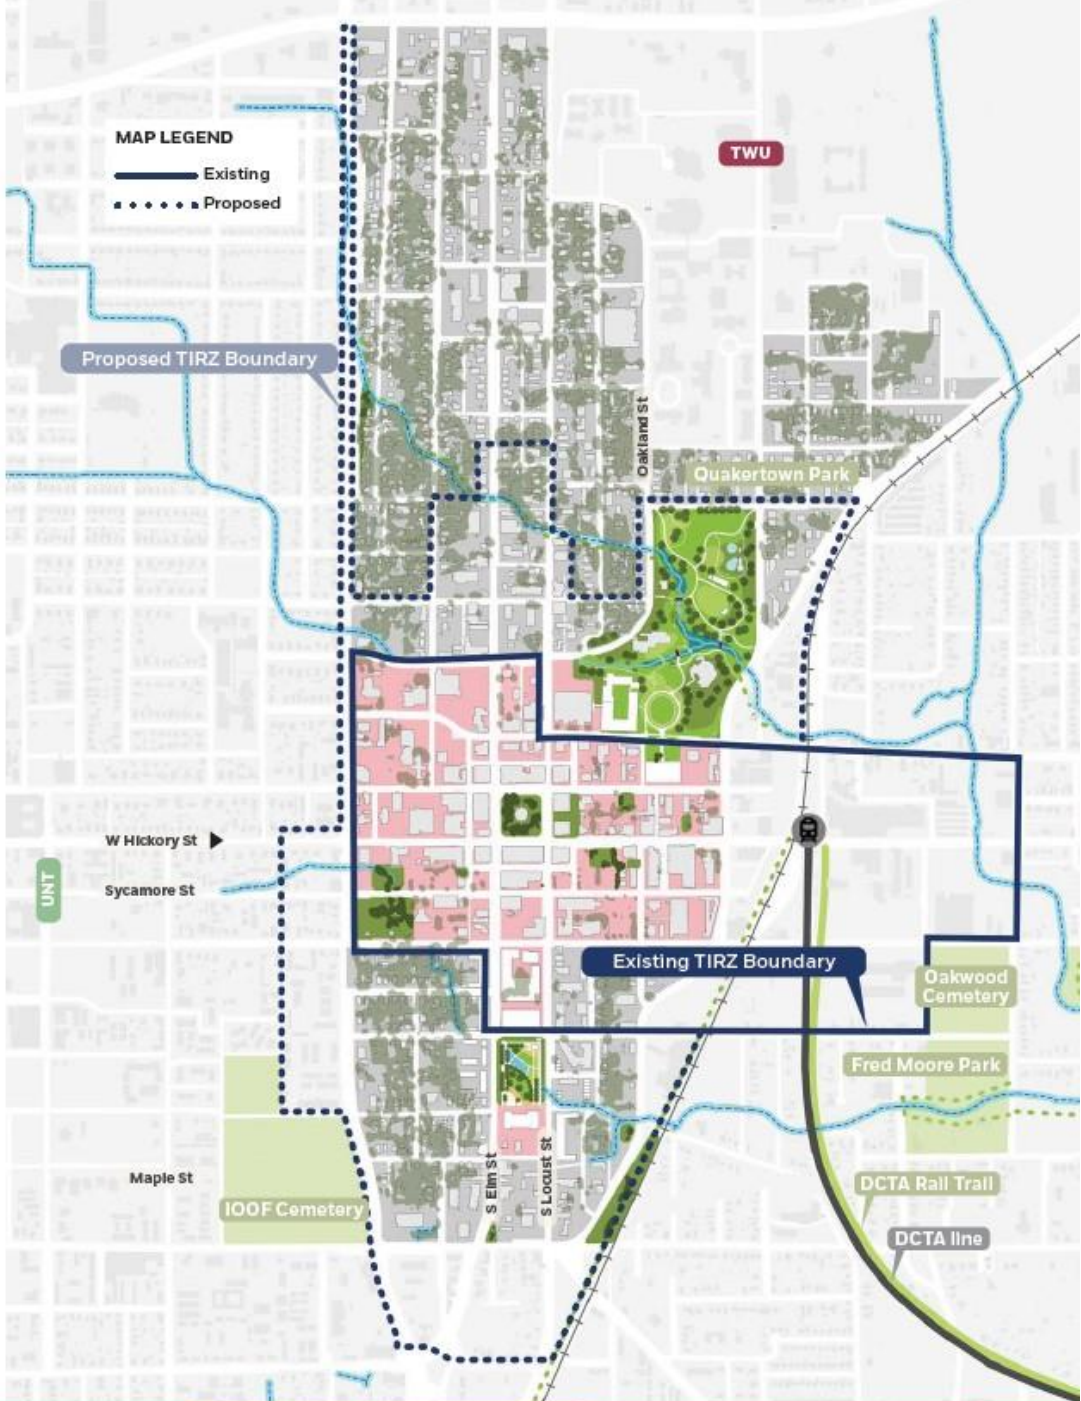 MAP LEGEND
Existing
Proposed
TWU
Proposed TIRZ Boundary
Oakland St
Quakertown Park
W Hickory St
Sycamore St
UNT
Existing TIRZ Boundary
Oakwood
Cemetery
Fred Moore Park
Maple St
S Elm St
S Locust St
IOOF Cemetery
DCTA Rail Trail
DCTA line